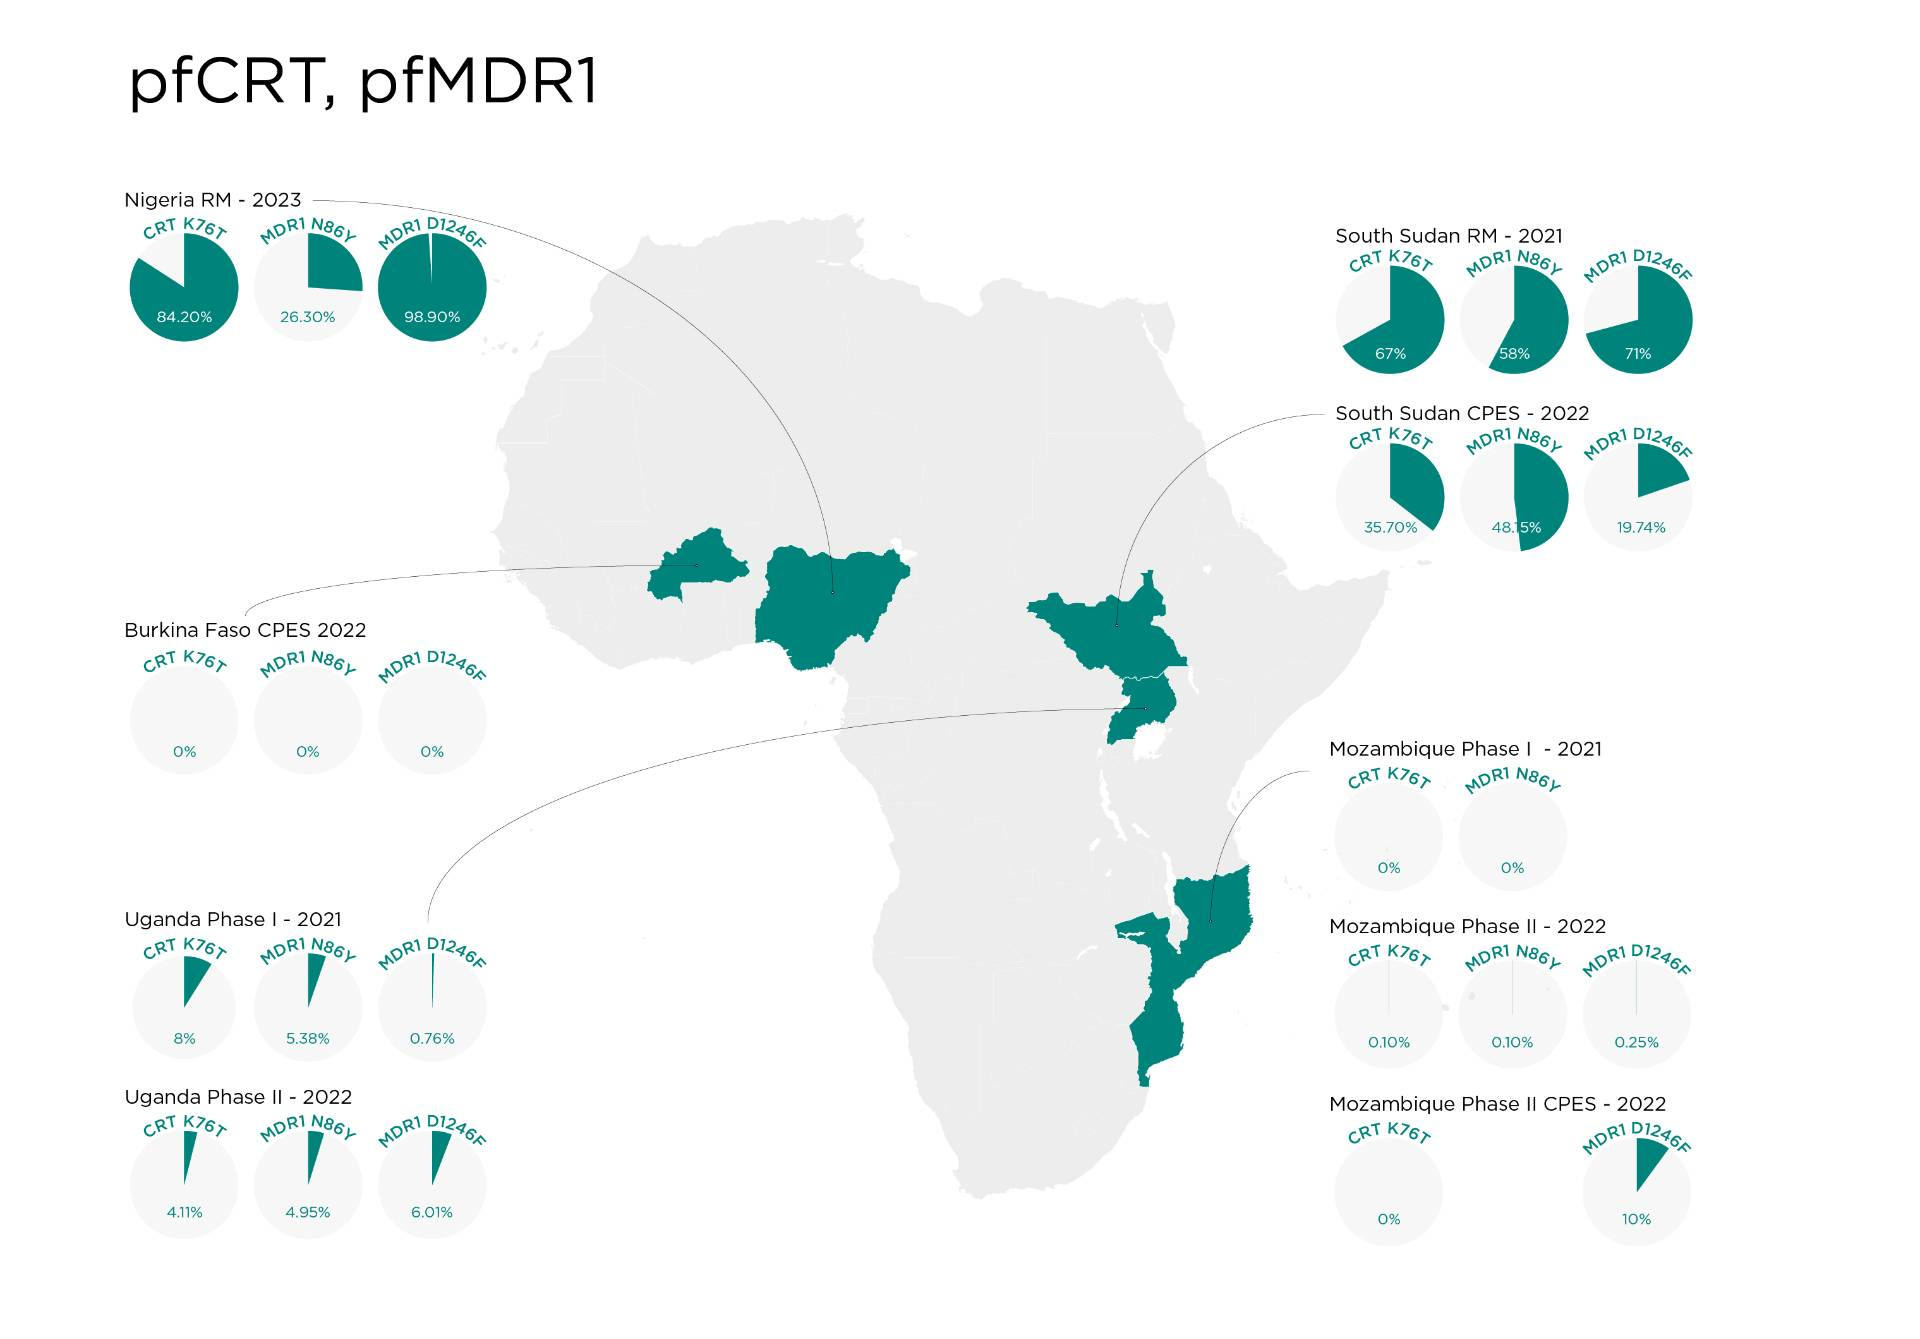 pfCRT, pfMDR1
Nigeria RM - 2023
CRT K76T MDR1 N86Y MDR1 D1246F
84.20% 26.30% 98.90%
South Sudan RM - 2021
CRT K76T MDR1 N86Y MDR1 D1246F
67% 58% 71%
South Sudan CPES - 2022
CRT K76T MDR1 N86Y MDR1 D1246F
35.70% 48.15% 19.74%
Burkina Faso CPES 2022
CRT K76T MDR1 N86Y MDR1 D1246F
0% 0% 0%
Mozambique Phase I - 2021
CRT K76T MDR1 N86Y
0% 0%
Uganda Phase I - 2021
CRT K76T MDR1 N86Y MDR1 D1246F
8% 5.38% 0.76%
Mozambique Phase II - 2022
CRT K76T MDR1 N86Y MDR1 D1246F
0.10% 0.10% 0.25%
Uganda Phase II - 2022
CRT K76T MDR1 N86Y MDR1 D1246F
4.11% 4.95% 6.01%
Mozambique Phase II CPES - 2022
CRT K76T MDR1 D1246F
0% 10%